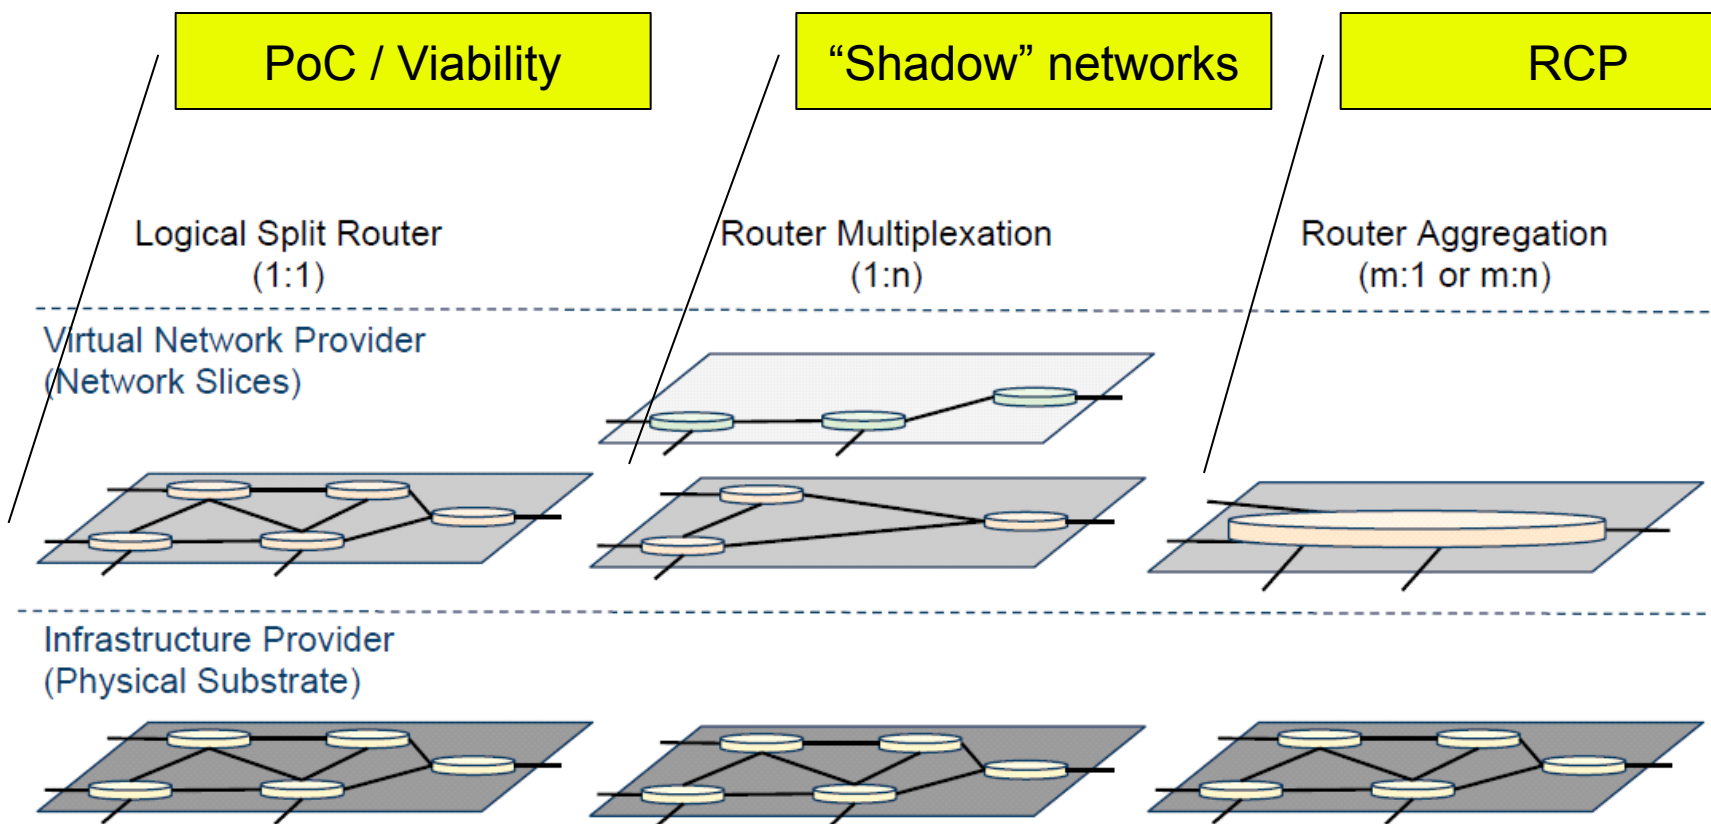 PoC / Viability
“Shadow” networks
RCP
Logical Split Router
(1:1)
Router Multiplexation
(1:n)
Router Aggregation
(m:1 or m:n)
Virtual Network Provider
(Network Slices)
Infrastructure Provider
(Physical Substrate)